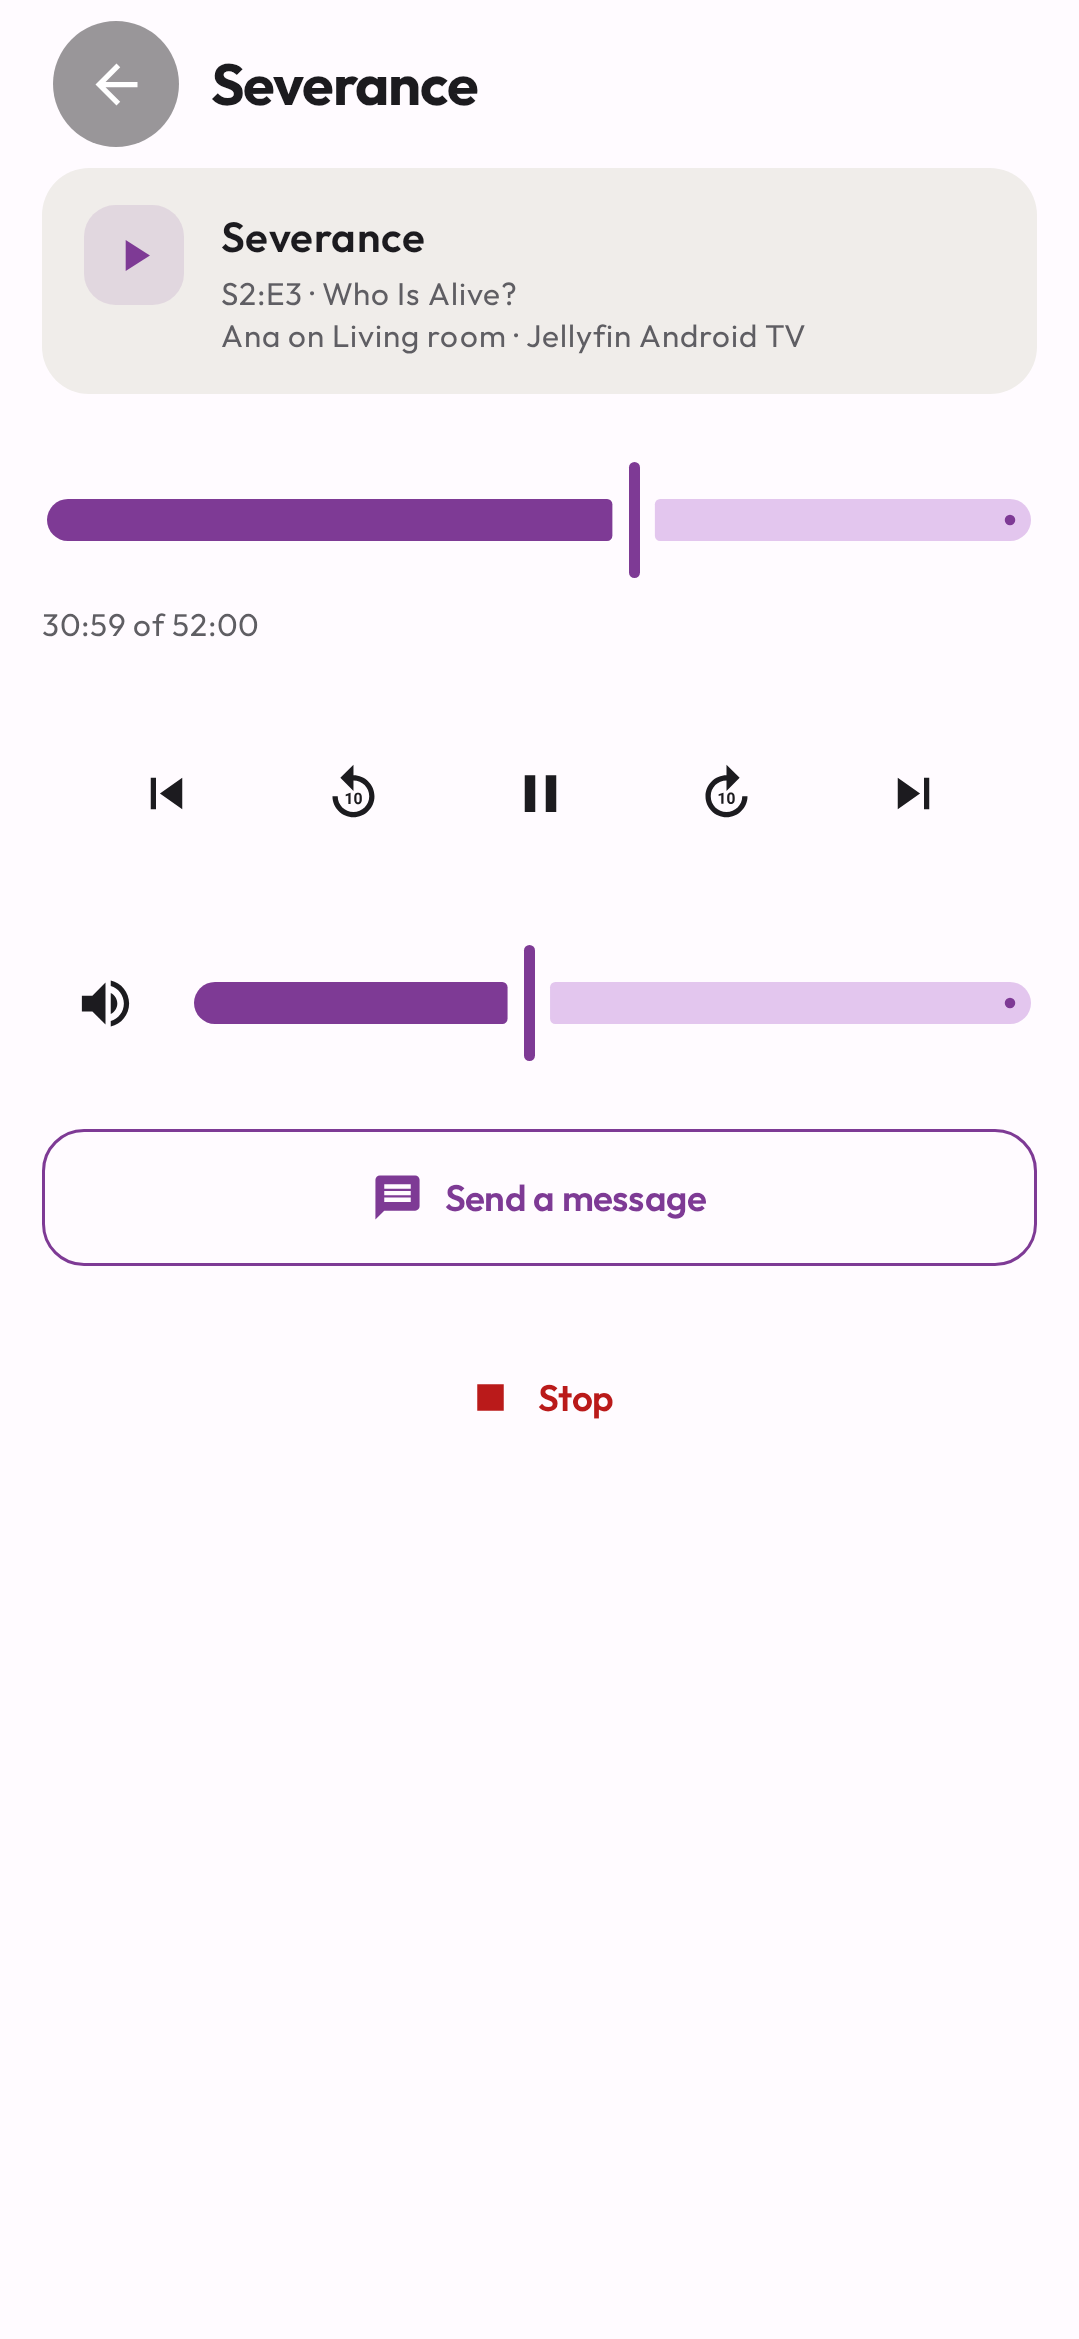 Severance
Severance
S2:E3 · Who Is Alive?
Ana on Living room · Jellyfin Android TV
30:59 of 52:00
10
10
Send a message
Stop